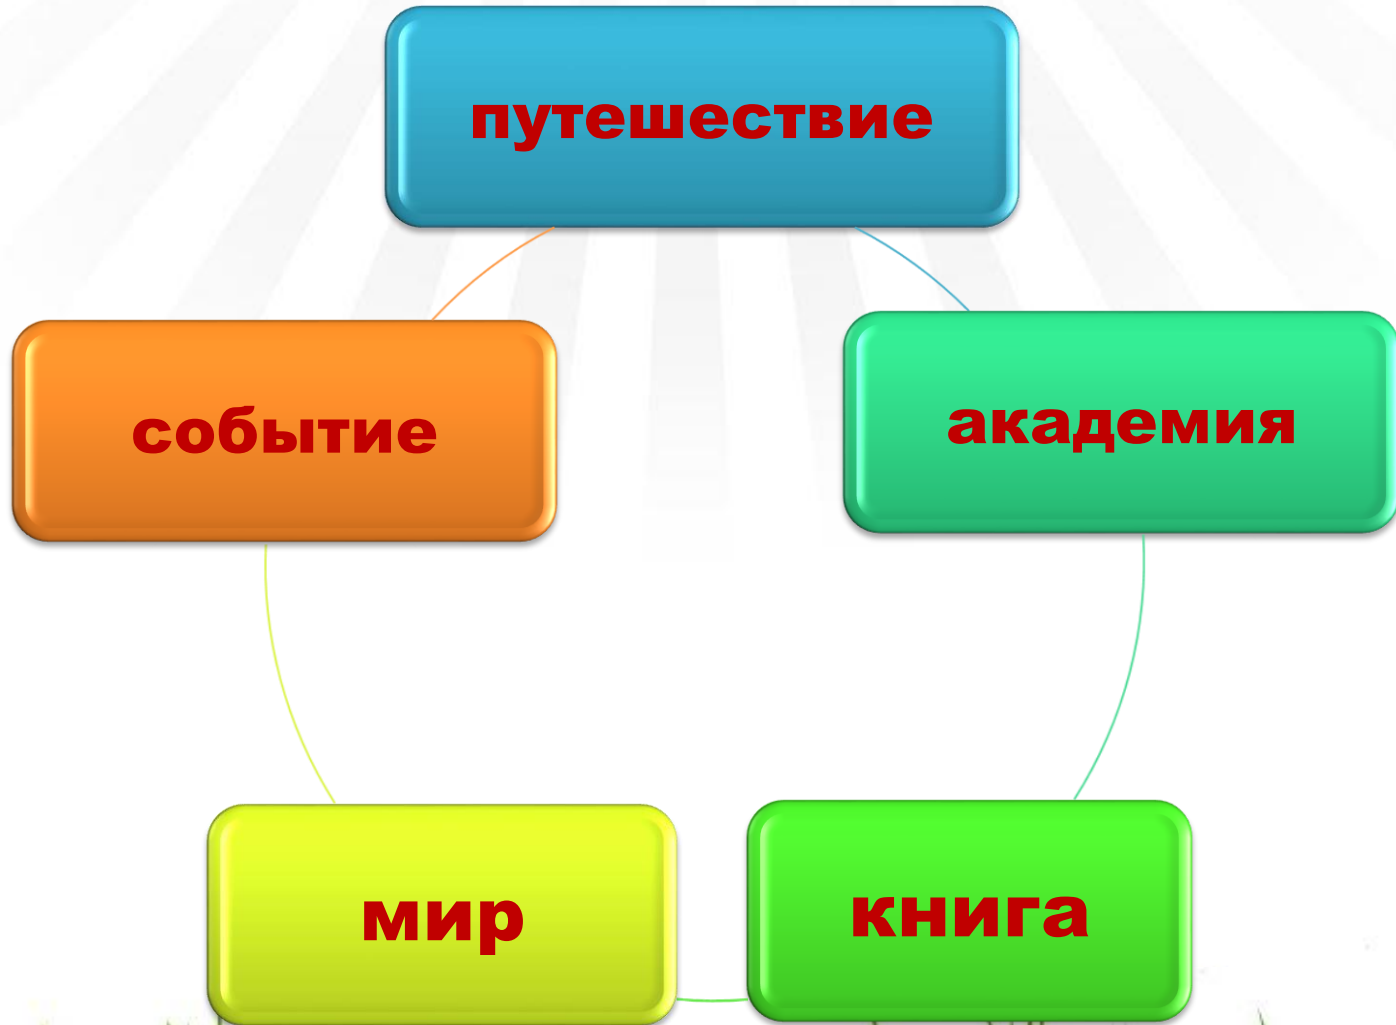 путешествие
событие
академия
мир
книга